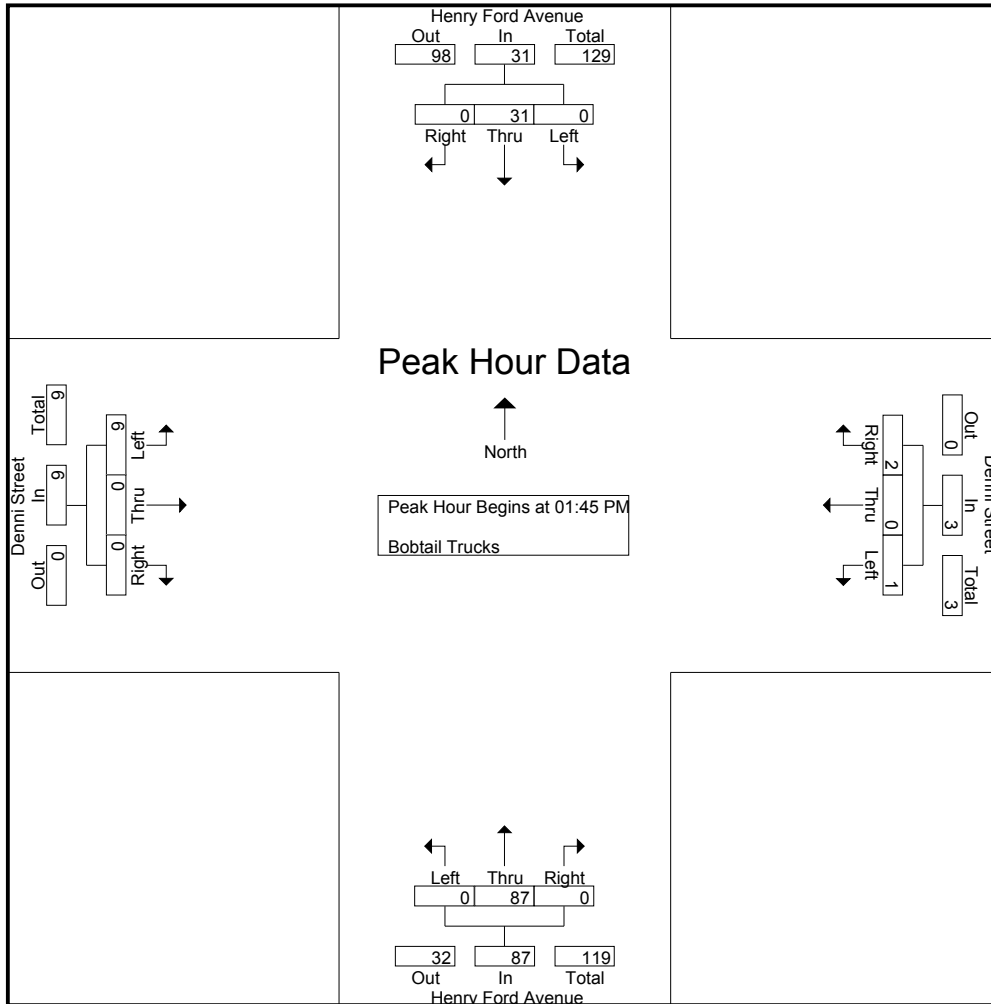 Henry Ford Avenue
Out In Total
98 31 129
0 31 0
Right Thru Left
Peak Hour Data
North
Peak Hour Begins at 01:45 PM
Bobtail Trucks
Denni Street
Total In Out
9 9 0
9 0 0
Left Thru Right
Right Thru Left
2 0 1
0 3 3
Out In Total
Denni Street
Left Thru Right
0 87 0
32 87 119
Out In Total
Henry Ford Avenue